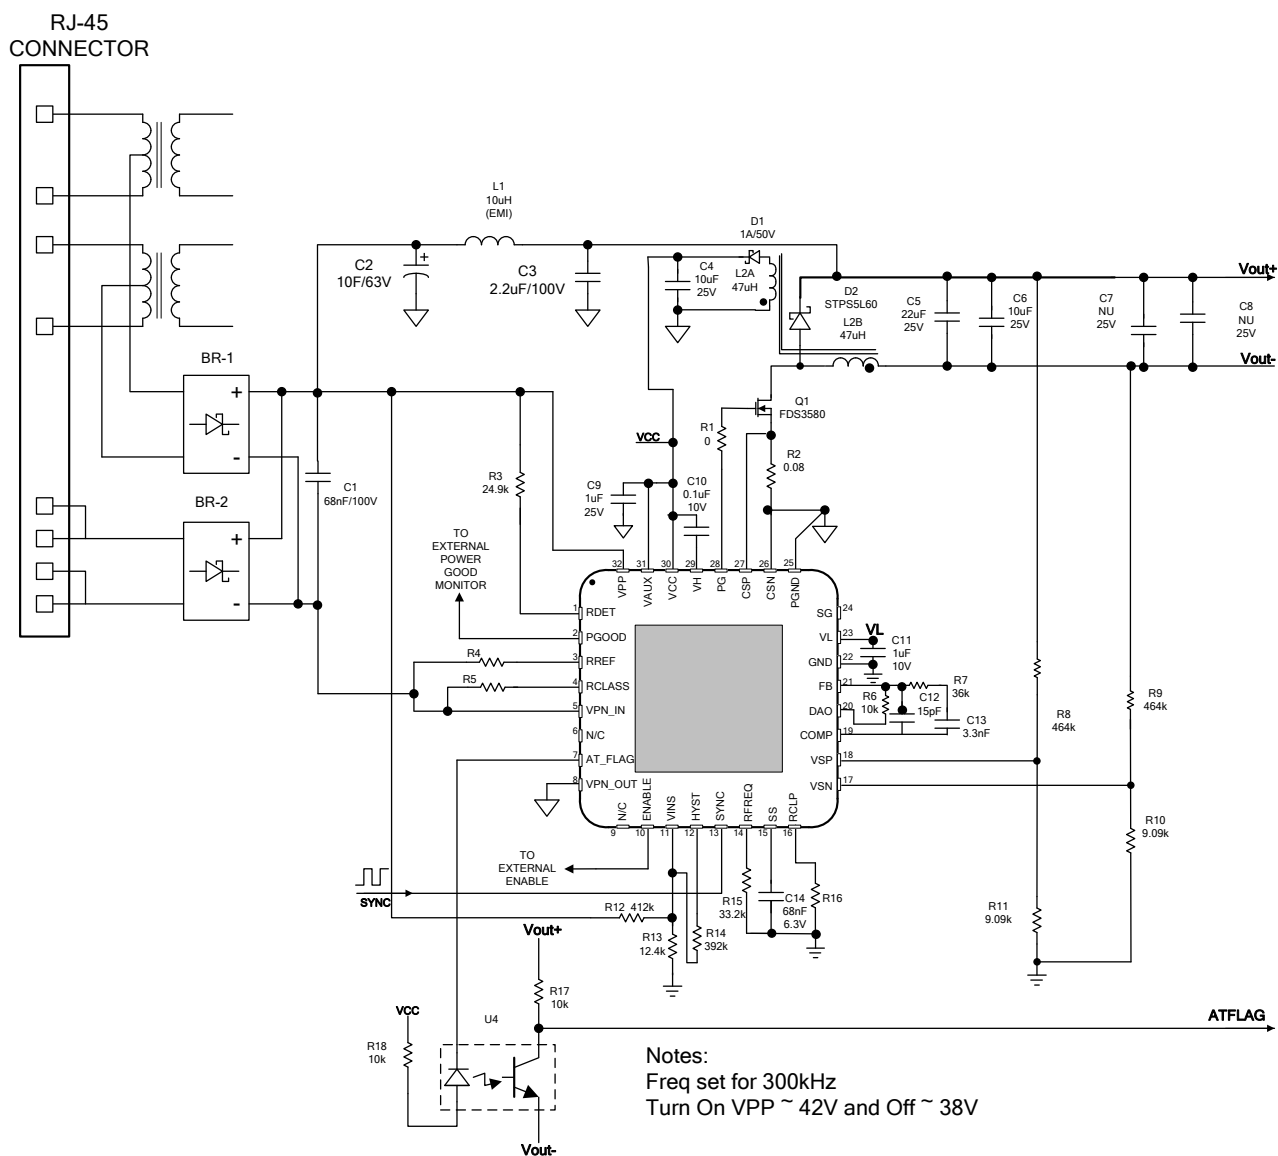 RJ-45
CONNECTOR
L1
10uH
(EMI)
D1
1A/50V
C2
10F/63V
C3
2.2uF/100V
C4
10uF
25V
L2A
47uH
D2
STPS5L60
L2B
47uH
C5
22uF
25V
C6
10uF
25V
C7
NU
25V
C8
NU
25V
Vout+
Vout-
BR-1
+
-
BR-2
+
-
C1
68nF/100V
R3
24.9k
VCC
R1
0
Q1
FDS3580
R2
0.08
C9
1uF
25V
C10
0.1uF
10V
TO
EXTERNAL
POWER
GOOD
MONITOR
32
31
30
29
28
27
26
25
VPP
VAUX
VCC
VH
PG
CSP
CSN
PGND
1
RDET
2
PGOOD
3
RREF
4
RCLASS
5
VPN_IN
6
N/C
7
AT_FLAG
8
VPN_OUT
SG
24
VL
23
GND
22
FB
21
DAO
20
COMP
19
VSP
18
VSN
17
N/C
ENABLE
VINS
HYST
SYNC
RFREQ
SS
RCLP
9
10
11
12
13
14
15
16
R4
R5
VL
C11
1uF
10V
R6
10k
C12
15pF
R7
36k
C13
3.3nF
R8
464k
R9
464k
R10
9.09k
R11
9.09k
TO
EXTERNAL
ENABLE
SYNC
R12 412k
R13
12.4k
R14
392k
R15
33.2k
C14
68nF
6.3V
R16
Vout+
R17
10k
VCC
R18
10k
U4
Vout-
ATFLAG
Notes:
Freq set for 300kHz
Turn On VPP ~ 42V and Off ~ 38V